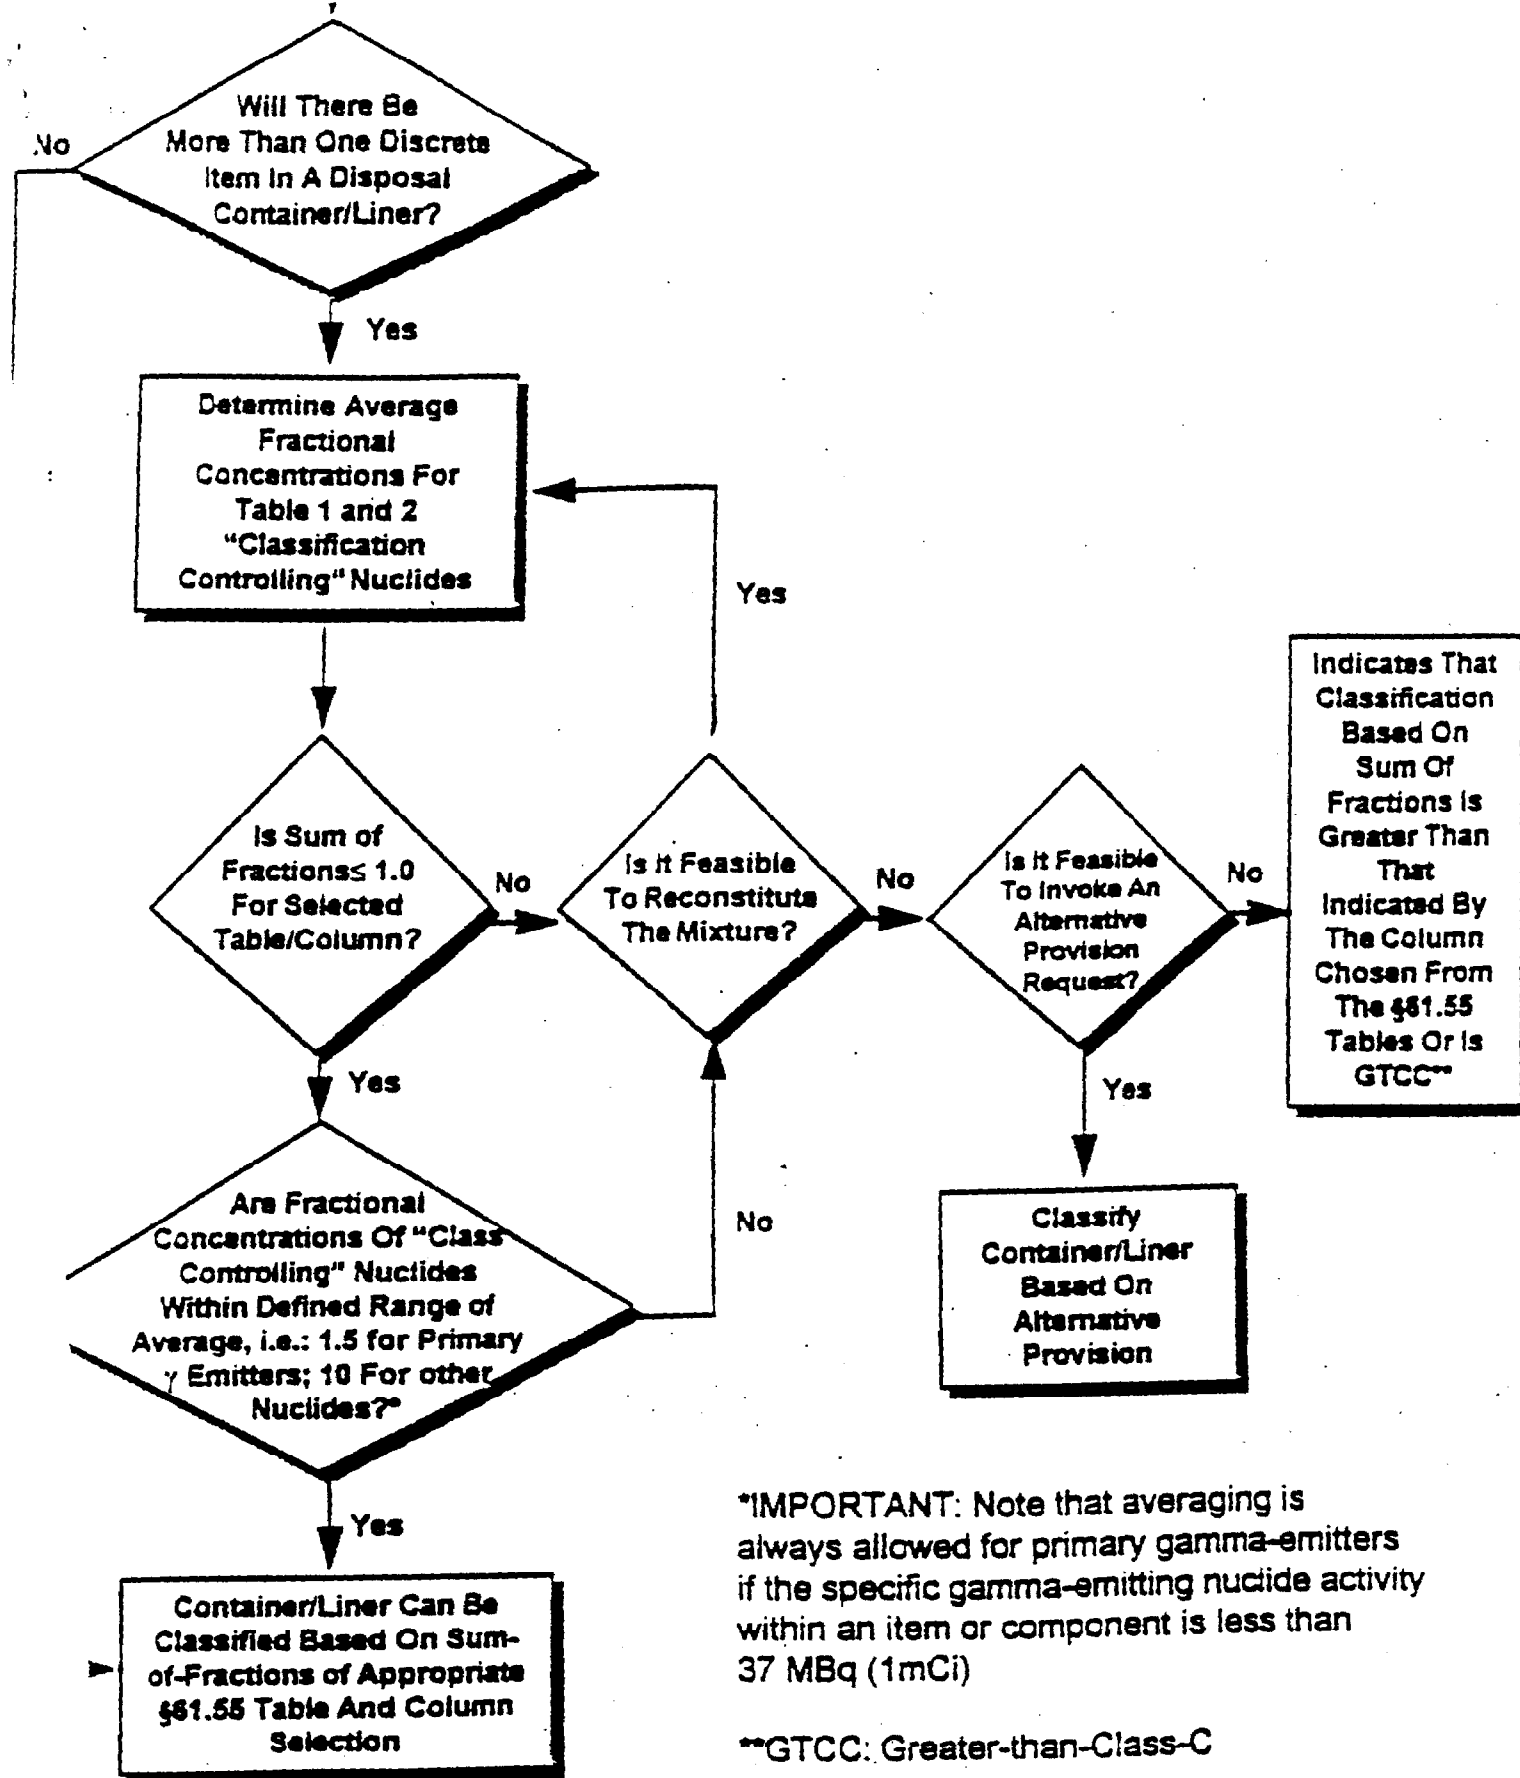 Will There Be
More Than One Discrete
Item In A Disposal
Container/Liner?
No
Yes
Determine Average
Fractional
Concentrations For
Table 1 and 2
"Classification
Controlling" Nuclides
Yes
Is Sum of
Fractions≤ 1.0
For Selected
Table/Column?
No
Is It Feasible
To Reconstitute
The Mixture?
No
Is It Feasible
To Invoke An
Alternative
Provision
Request?
No
Indicates That
Classification
Based On
Sum Of
Fractions Is
Greater Than
That
Indicated By
The Column
Chosen From
The §61.55
Tables Or Is
GTCC**
Yes
Yes
Are Fractional
Concentrations Of "Class
Controlling" Nuclides
Within Defined Range of
Average, i.e.: 1.5 for Primary
γ Emitters; 10 For other
Nuclides?*
No
Classify
Container/Liner
Based On
Alternative
Provision
Yes
Container/Liner Can Be
Classified Based On Sum-
of-Fractions of Appropriate
§61.55 Table And Column
Selection
*IMPORTANT: Note that averaging is
always allowed for primary gamma-emitters
if the specific gamma-emitting nuclide activity
within an item or component is less than
37 MBq (1mCi)
**GTCC: Greater-than-Class-C